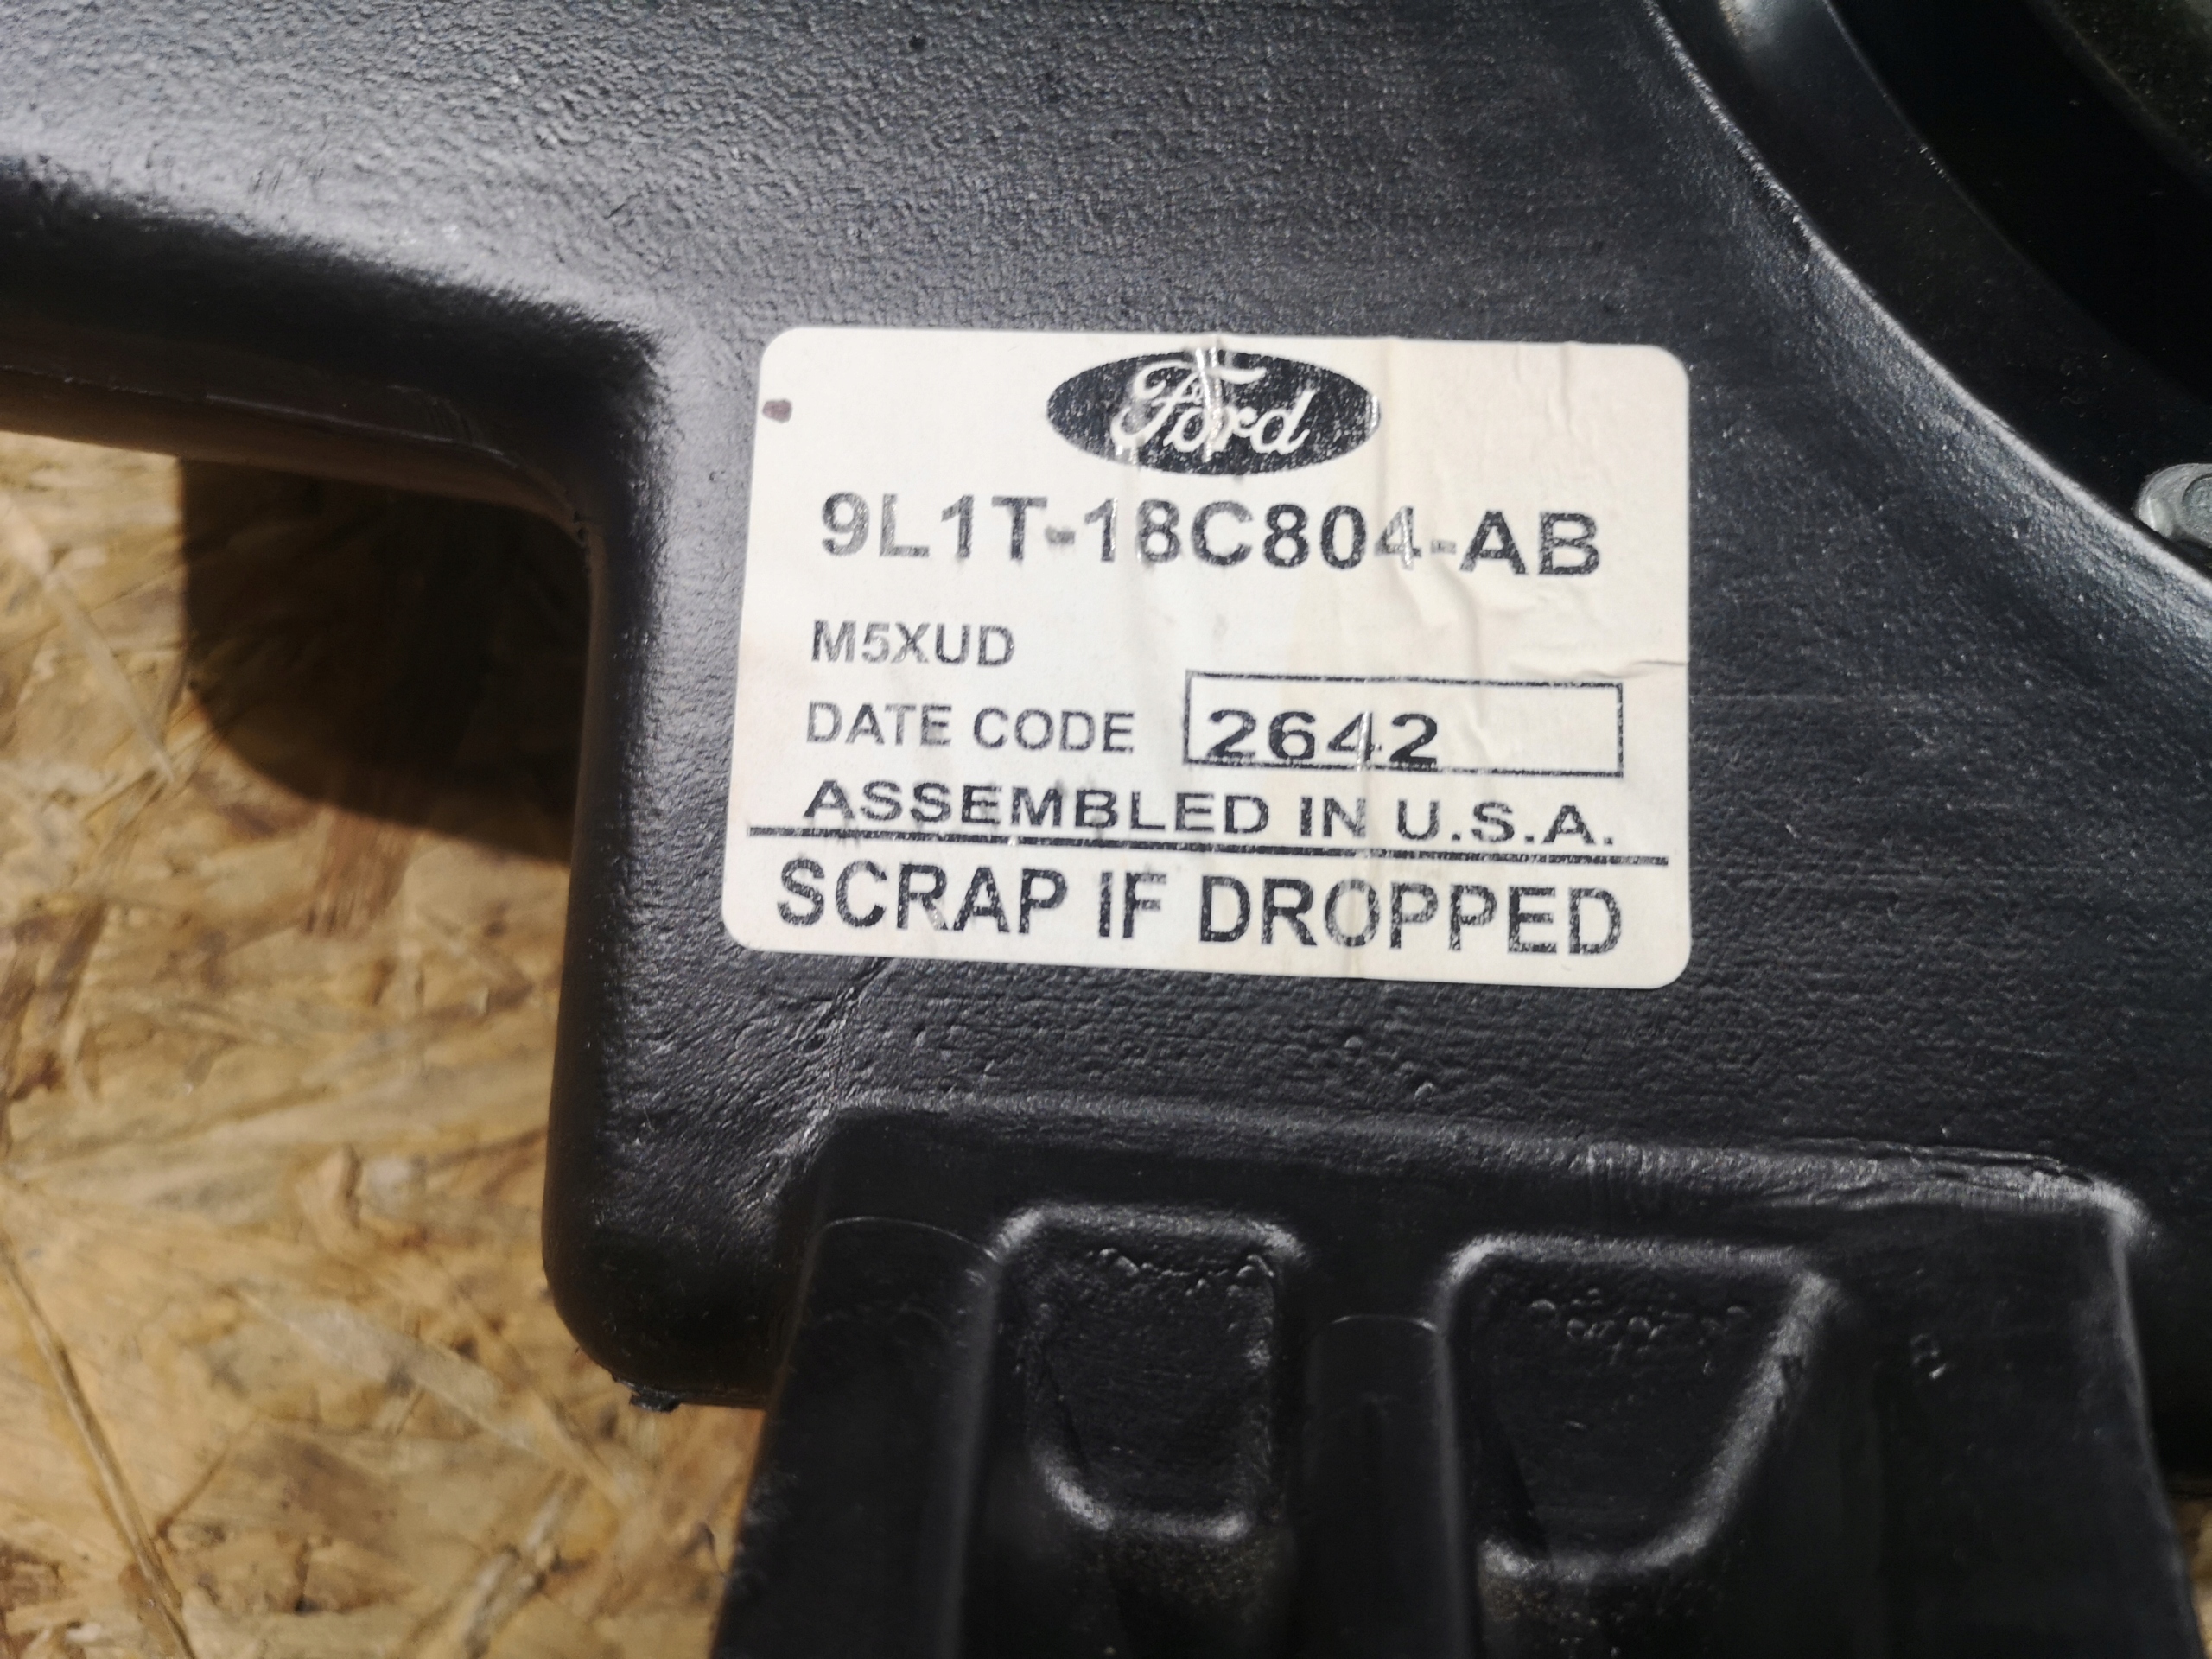 Ford
9L1T-18C804-AB
M5XUD
DATE CODE 2642
ASSEMBLED IN U.S.A.
SCRAP IF DROPPED